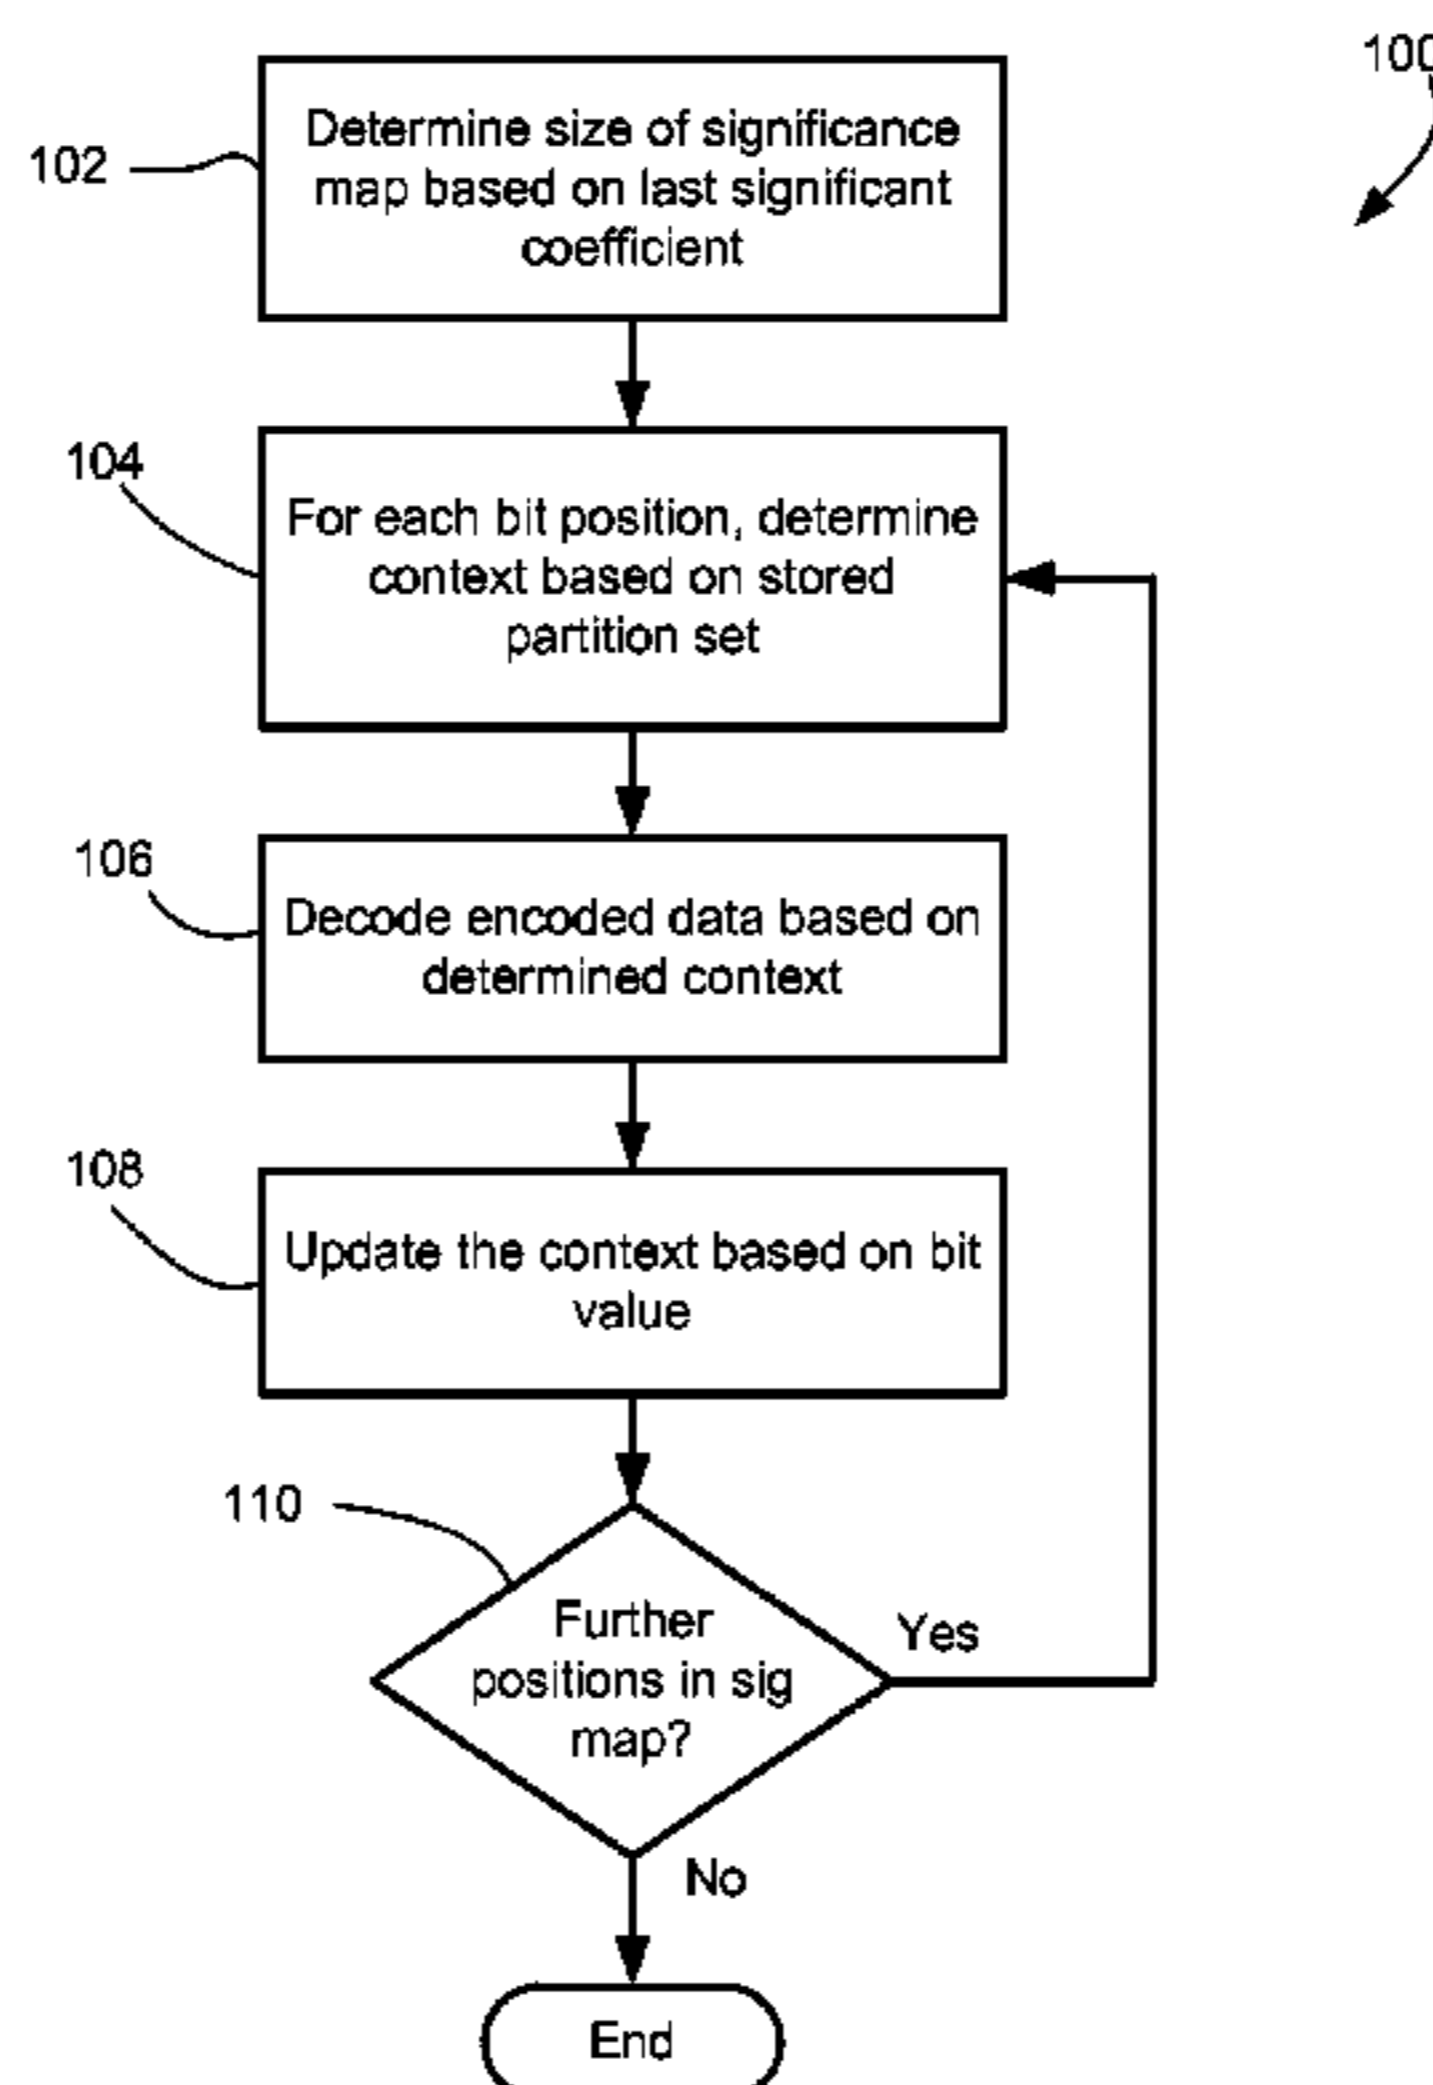 100
102
Determine size of significance
map based on last significant
coefficient
104
For each bit position, determine
context based on stored
partition set
106
Decode encoded data based on
determined context
108
Update the context based on bit
value
110
Further
positions in sig
map?
Yes
No
End